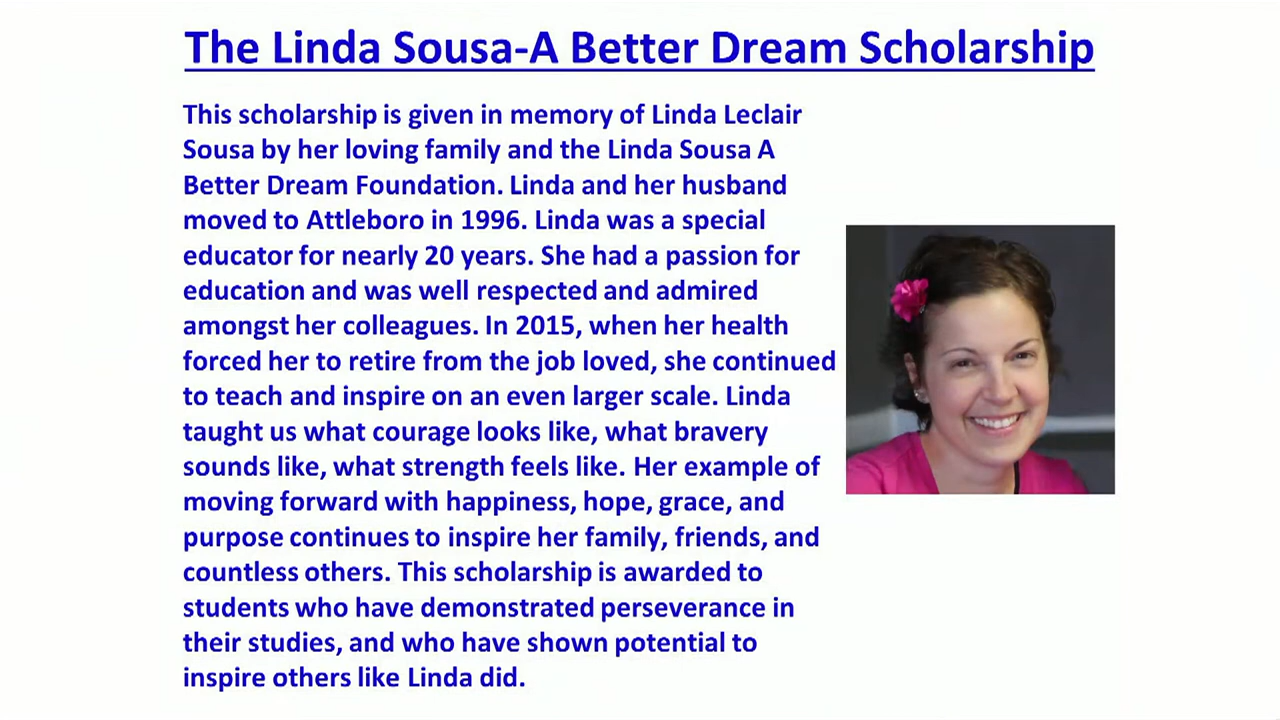 The Linda Sousa-A Better Dream Scholarship
This scholarship is given in memory of Linda Leclair
Sousa by her loving family and the Linda Sousa A
Better Dream Foundation. Linda and her husband
moved to Attleboro in 1996. Linda was a special
educator for nearly 20 years. She had a passion for
education and was well respected and admired
amongst her colleagues. In 2015, when her health
forced her to retire from the job loved, she continued
to teach and inspire on an even larger scale. Linda
taught us what courage looks like, what bravery
sounds like, what strength feels like. Her example of
moving forward with happiness, hope, grace, and
purpose continues to inspire her family, friends, and
countless others. This scholarship is awarded to
students who have demonstrated perseverance in
their studies, and who have shown potential to
inspire others like Linda did.